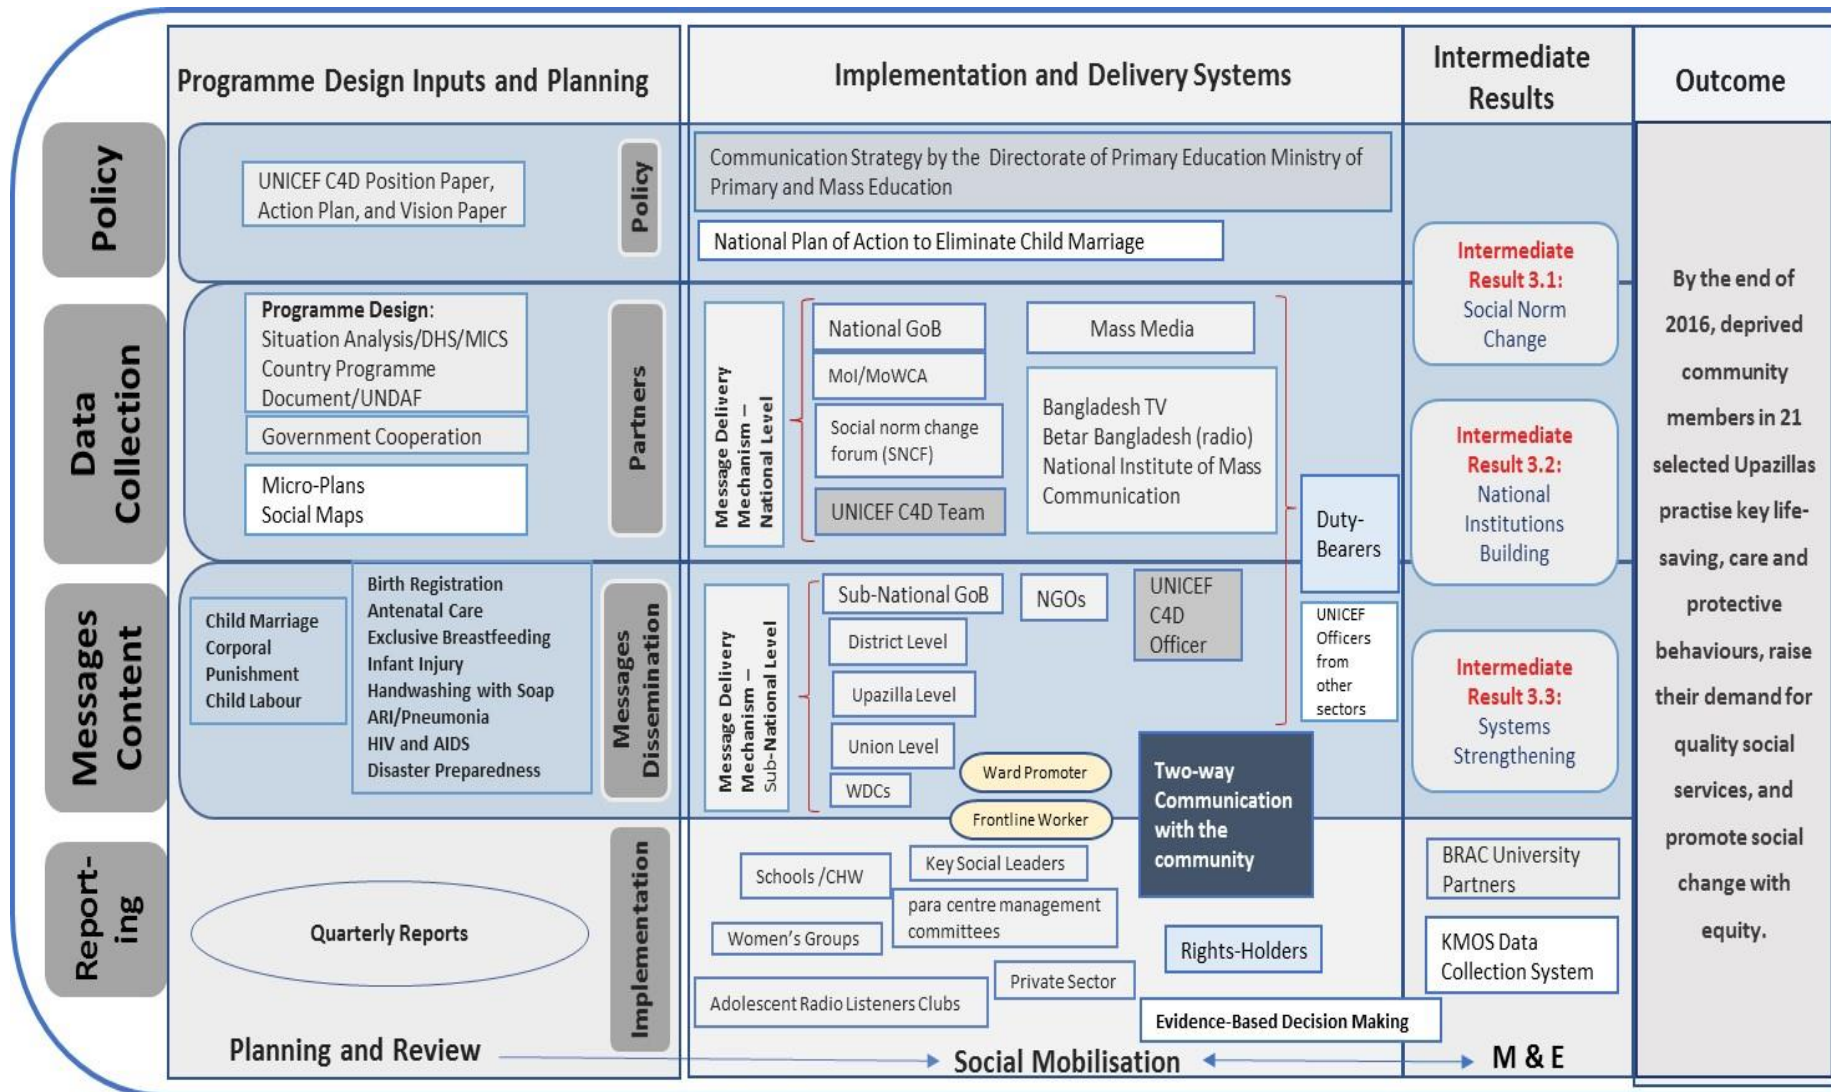 Programme Design Inputs and Planning
Implementation and Delivery Systems
Intermediate
Results
Outcome
Policy
UNICEF C4D Position Paper,
Action Plan, and Vision Paper
Policy
Communication Strategy by the Directorate of Primary Education Ministry of
Primary and Mass Education
National Plan of Action to Eliminate Child Marriage
Data
Collection
Programme Design:
Situation Analysis/DHS/MICS
Country Programme
Document/UNDAF
Government Cooperation
Micro-Plans
Social Maps
Partners
Message Delivery
Mechanism –
National Level
National GoB
MoI/MoWCA
Social norm change
forum (SNCF)
UNICEF C4D Team
Mass Media
Bangladesh TV
Betar Bangladesh (radio)
National Institute of Mass
Communication
Duty-
Bearers
UNICEF
Officers
from
other
sectors
Messages
Content
Child Marriage
Corporal
Punishment
Child Labour
Birth Registration
Antenatal Care
Exclusive Breastfeeding
Infant Injury
Handwashing with Soap
ARI/Pneumonia
HIV and AIDS
Disaster Preparedness
Messages
Dissemination
Message Delivery
Mechanism –
Sub-National Level
Sub-National GoB
District Level
Upazilla Level
Union Level
WDCs
NGOs
UNICEF
C4D
Officer
Ward Promoter
Frontline Worker
Two-way
Communication
with the
community
Report-
ing
Quarterly Reports
Implementation
Schools /CHW
Key Social Leaders
para centre management
committees
Women's Groups
Private Sector
Adolescent Radio Listeners Clubs
Rights-Holders
Evidence-Based Decision Making
Intermediate
Result 3.1:
Social Norm
Change
Intermediate
Result 3.2:
National
Institutions
Building
Intermediate
Result 3.3:
Systems
Strengthening
BRAC University
Partners
KMOS Data
Collection System
By the end of
2016, deprived
community
members in 21
selected Upazillas
practise key life-
saving, care and
protective
behaviours, raise
their demand for
quality social
services, and
promote social
change with
equity.
Planning and Review
Social Mobilisation
M & E